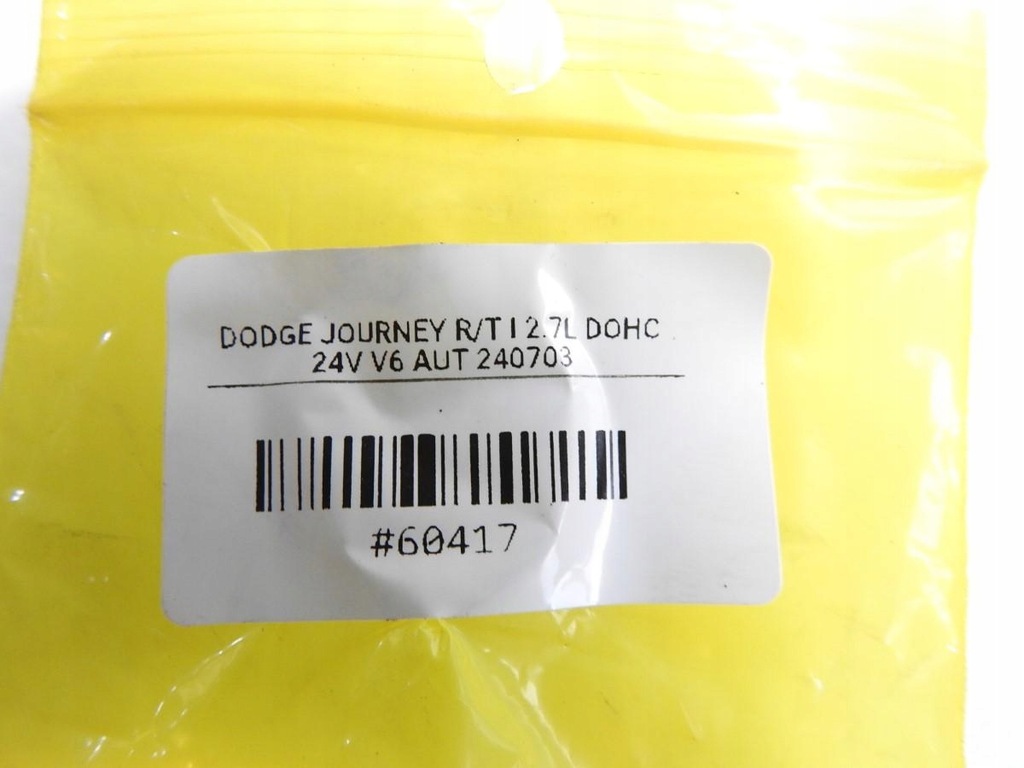 DODGE JOURNEY R/T I 2.7L DOHC
24V V6 AUT 240703
#60417